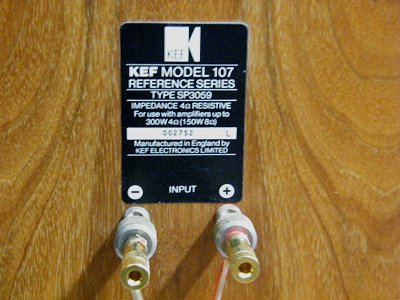 KEF
KEF MODEL 107
REFERENCE SERIES
TYPE SP3059
IMPEDANCE 4Ω RESISTIVE
For use with amplifiers up to
300W 4Ω (150W 8Ω)
002752 L
Manufactured in England by
KEF ELECTRONICS LIMITED
− INPUT +